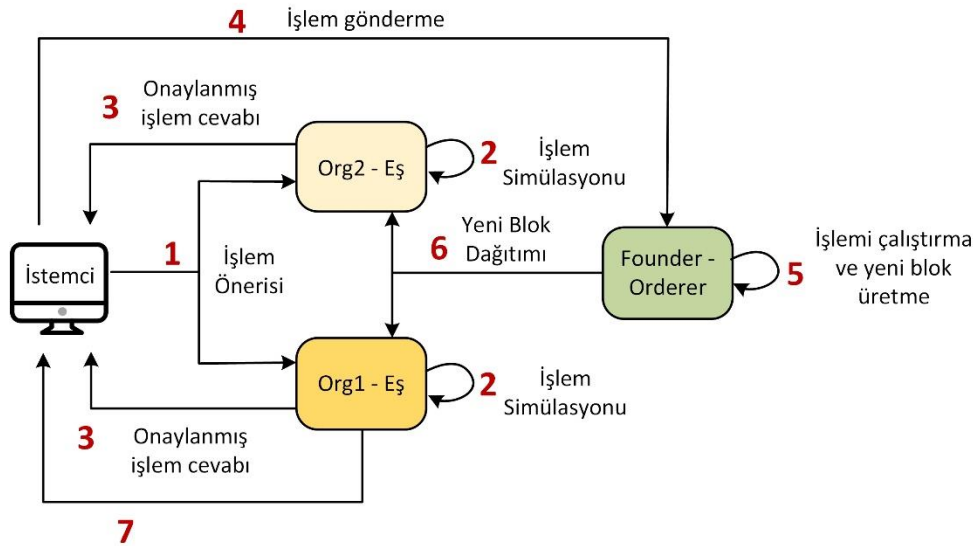 4
İşlem gönderme
3
Onaylanmış
işlem cevabı
Org2 - Eş
2
İşlem
Simülasyonu
İstemci
1
İşlem
Önerisi
6
Yeni Blok
Dağıtımı
Founder -
Orderer
5
İşlemi çalıştırma
ve yeni blok
üretme
Org1 - Eş
2
İşlem
Simülasyonu
3
Onaylanmış
işlem cevabı
7